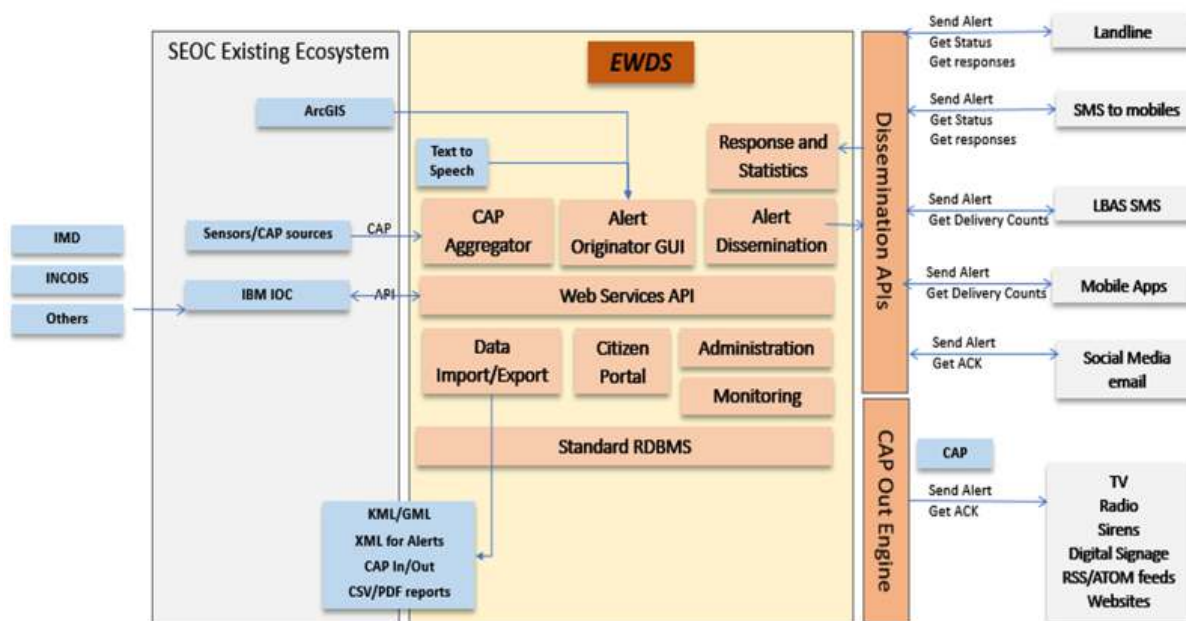 SEOC Existing Ecosystem
EWDS
ArcGIS
Text to
Speech
Response and
Statistics
CAP
Aggregator
Alert
Originator GUI
Alert
Dissemination
IMD
INCOIS
Others
Sensors/CAP sources
CAP
IBM IOC
API
Web Services API
Data
Import/Export
Citizen
Portal
Administration
Monitoring
Standard RDBMS
KML/GML
XML for Alerts
CAP In/Out
CSV/PDF reports
Dissemination APIs
CAP Out Engine
Send Alert
Get Status
Get responses
Landline
Send Alert
Get Status
Get responses
SMS to mobiles
Send Alert
Get Delivery Counts
LBAS SMS
Send Alert
Get Delivery Counts
Mobile Apps
Send Alert
Get ACK
Social Media
email
CAP
Send Alert
Get ACK
TV
Radio
Sirens
Digital Signage
RSS/ATOM feeds
Websites